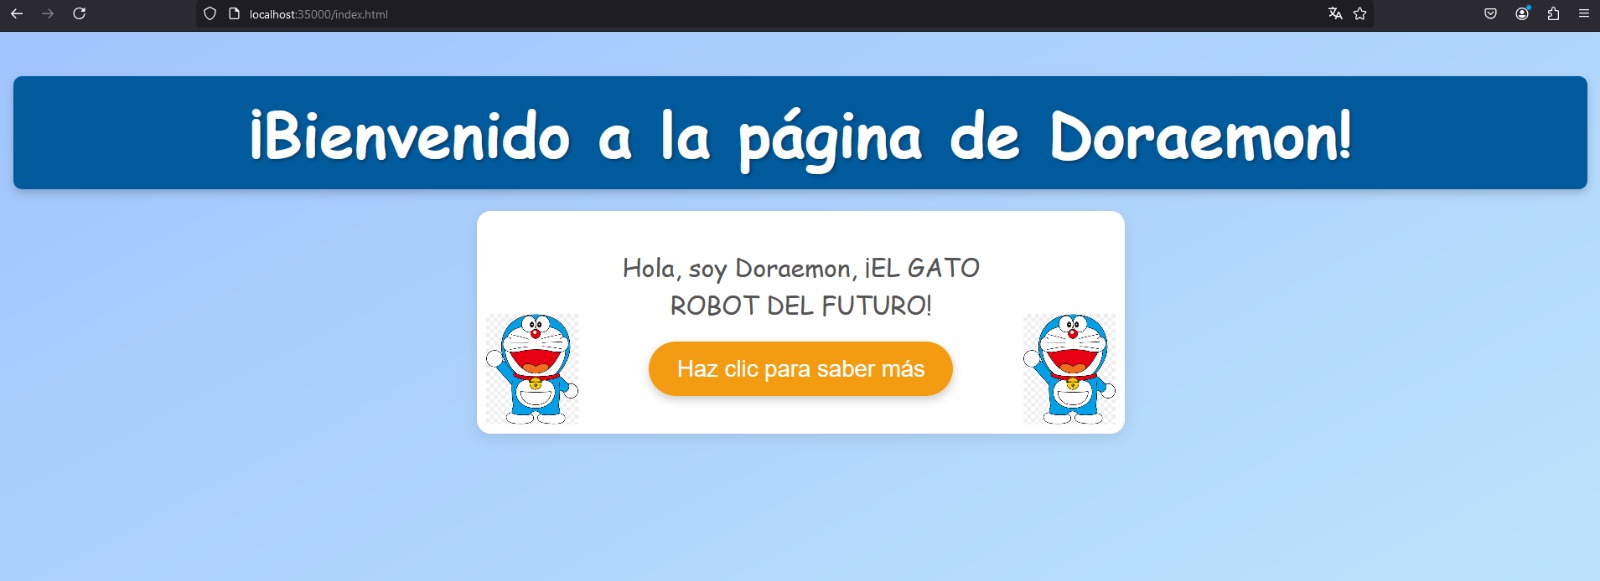 localhost:35000/index.html
¡Bienvenido a la página de Doraemon!
Hola, soy Doraemon, ¡EL GATO
ROBOT DEL FUTURO!
Haz clic para saber más